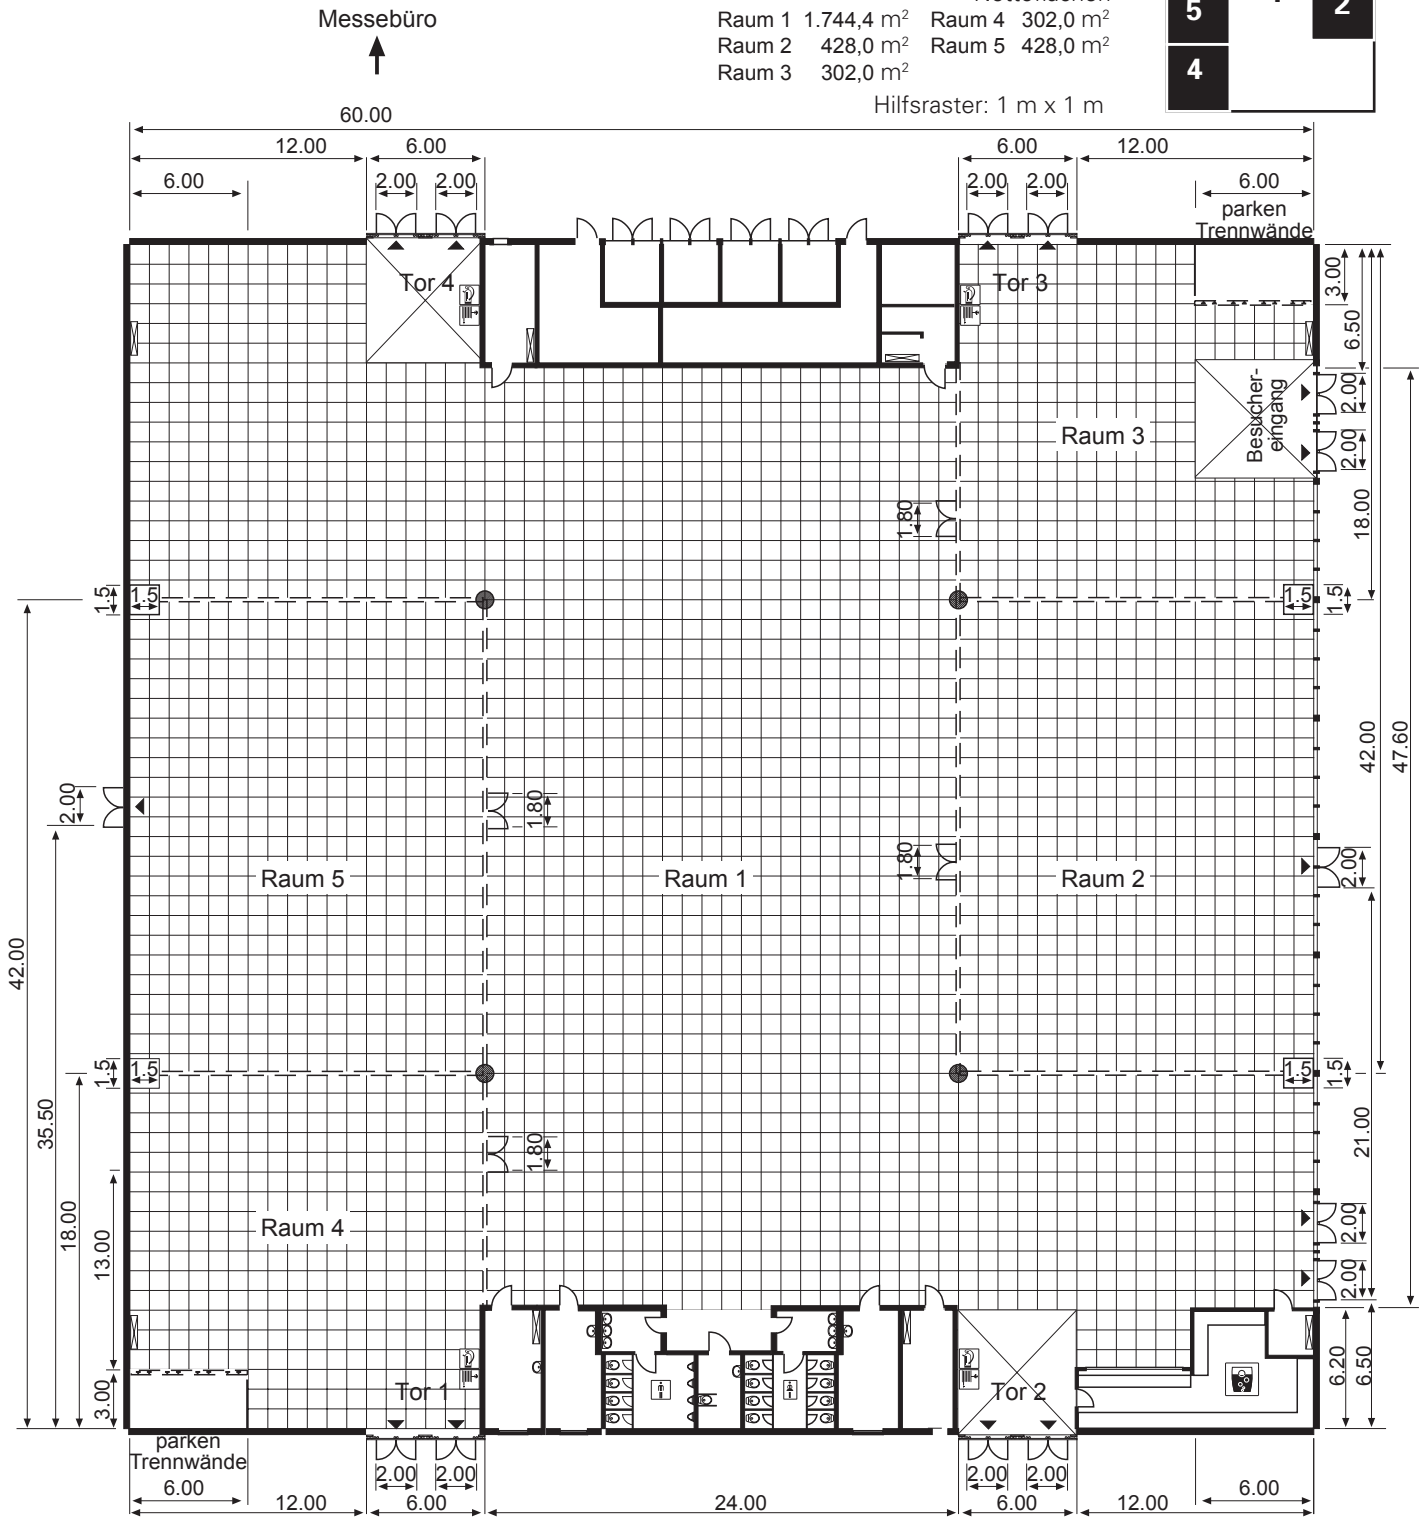 Messebüro
Raum 1 1.744,4 m² Raum 4 302,0 m²
Raum 2 428,0 m² Raum 5 428,0 m²
Raum 3 302,0 m²
Hilfsraster: 1 m x 1 m
5
2
4
60.00
12.00 6.00 6.00 12.00
6.00 2.00 2.00 2.00 2.00 6.00
parken
Trennwände
Tor 4
Tor 3
3.00
6.50
Besucher-
eingang
2.00
2.00
Raum 3
1.80
18.00
1.5 1.5
1.5 1.5
42.00
47.60
2.00
1.80
1.80
2.00
Raum 5
Raum 1
Raum 2
42.00
1.5 1.5
1.5 1.5
35.50
18.00
13.00
1.80
21.00
Raum 4
2.00
2.00
3.00
Tor 1
Tor 2
6.20
6.50
parken
Trennwände
6.00 2.00 2.00 2.00 2.00 6.00
12.00 6.00 24.00 6.00 12.00